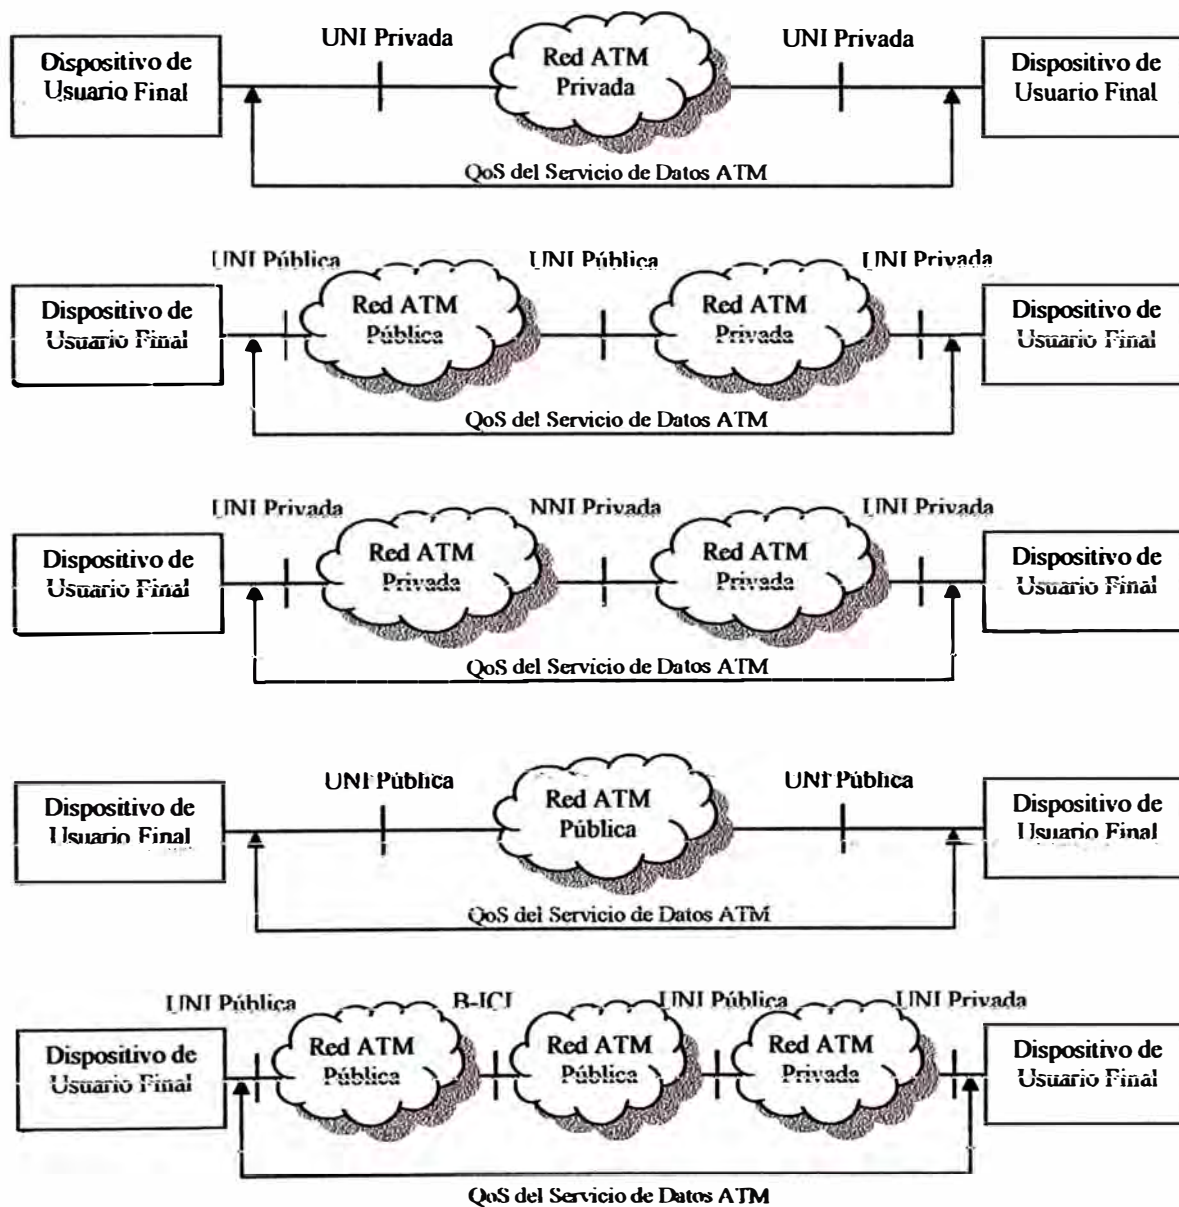 UNI Privada
UNI Privada
Dispositivo de
Usuario Final
Red ATM
Privada
Dispositivo de
Usuario Final
QoS del Servicio de Datos ATM
UNI Pública
UNI Pública
UNI Privada
Dispositivo de
Usuario Final
Red ATM
Pública
Red ATM
Privada
Dispositivo de
Usuario Final
QoS del Servicio de Datos ATM
UNI Privada
NNI Privada
UNI Privada
Dispositivo de
Usuario Final
Red ATM
Privada
Red ATM
Privada
Dispositivo de
Usuario Final
QoS del Servicio de Datos ATM
UNI Pública
UNI Pública
Dispositivo de
Usuario Final
Red ATM
Pública
Dispositivo de
Usuario Final
QoS del Servicio de Datos ATM
UNI Pública
B-ICI
UNI Pública
UNI Privada
Dispositivo de
Usuario Final
Red ATM
Pública
Red ATM
Pública
Red ATM
Privada
Dispositivo de
Usuario Final
QoS del Servicio de Datos ATM